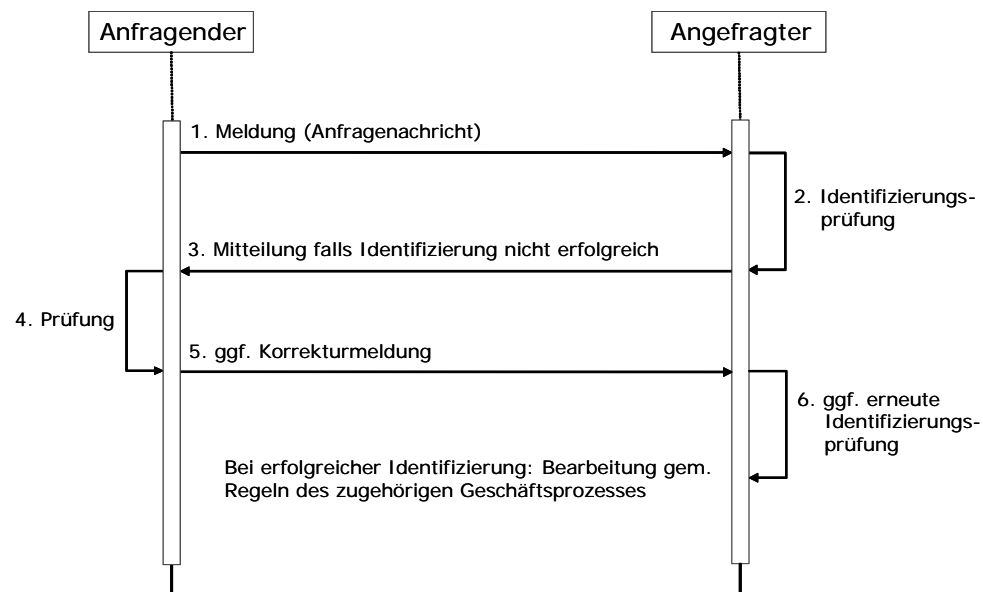 Anfragender
Angefragter
1. Meldung (Anfragenachricht)
2. Identifizierungs-
prüfung
3. Mitteilung falls Identifizierung nicht erfolgreich
4. Prüfung
5. ggf. Korrekturmeldung
6. ggf. erneute
Identifizierungs-
prüfung
Bei erfolgreicher Identifizierung: Bearbeitung gem.
Regeln des zugehörigen Geschäftsprozesses